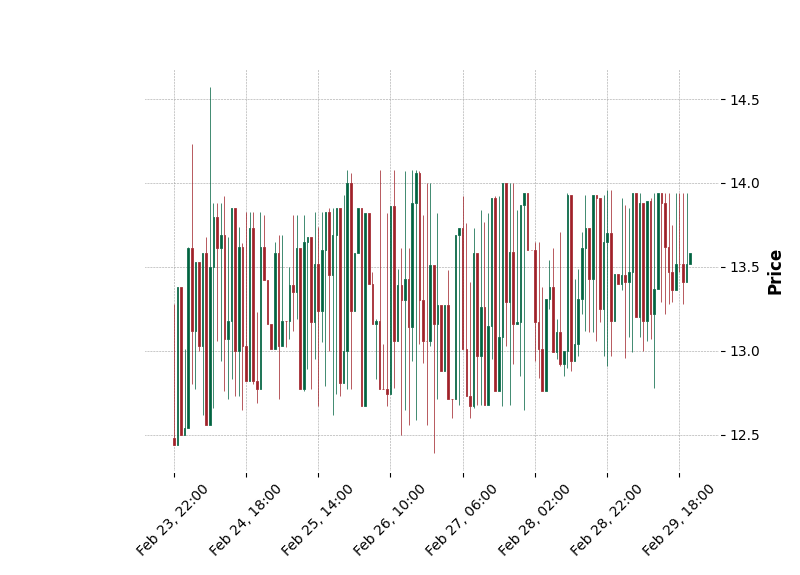 14.5
14.0
13.5
13.0
12.5
Price
Feb 23, 22:00
Feb 24, 18:00
Feb 25, 14:00
Feb 26, 10:00
Feb 27, 06:00
Feb 28, 02:00
Feb 28, 22:00
Feb 29, 18:00